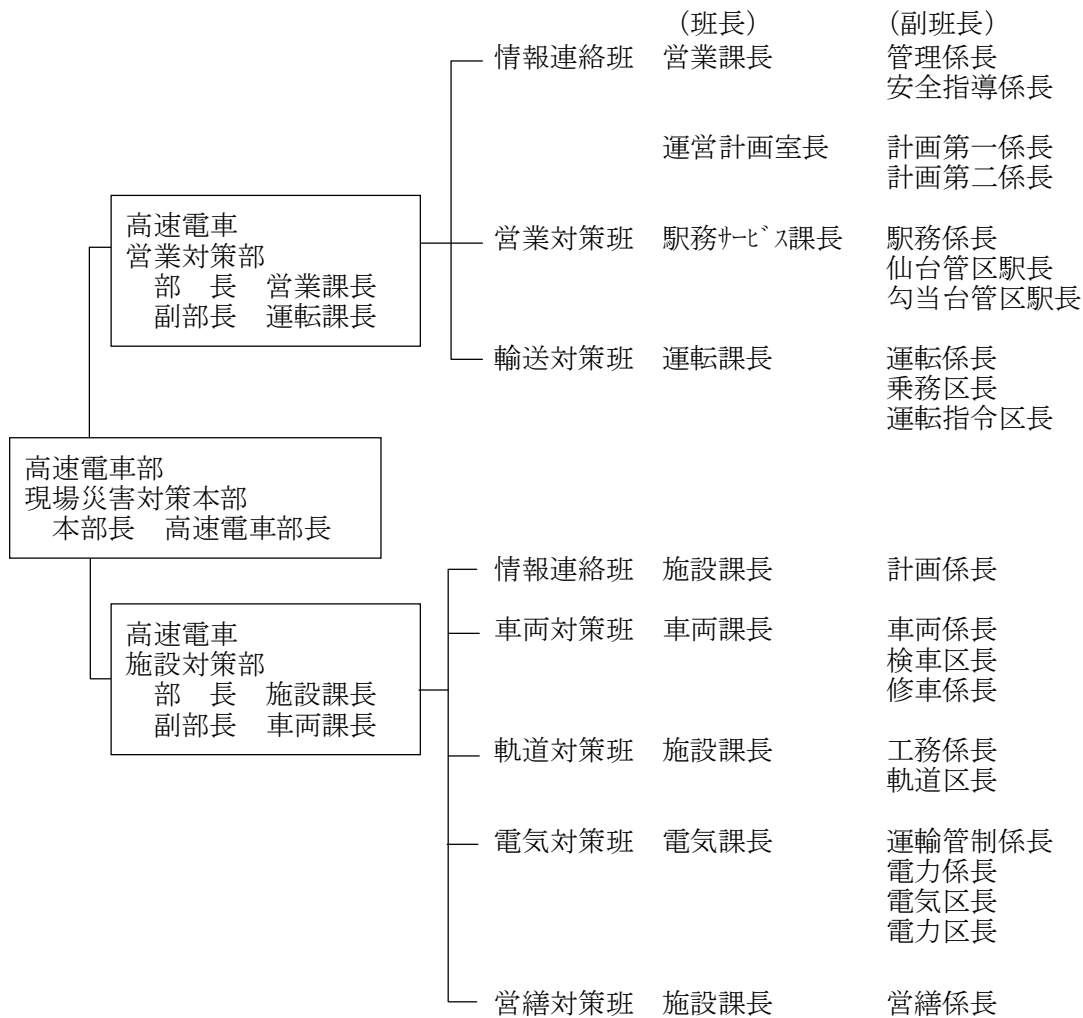 （班長） （副班長）
情報連絡班 営業課長 管理係長
安全指導係長
運営計画室長 計画第一係長
計画第二係長
高速電車
営業対策部
部　長　営業課長
副部長　運転課長
営業対策班 駅務ｻｰﾋﾞｽ課長 駅務係長
仙台管区駅長
勾当台管区駅長
輸送対策班 運転課長 運転係長
乗務区長
運転指令区長
高速電車部
現場災害対策本部
本部長　高速電車部長
情報連絡班 施設課長 計画係長
高速電車
施設対策部
部　長　施設課長
副部長　車両課長
車両対策班 車両課長 車両係長
検車区長
修車係長
軌道対策班 施設課長 工務係長
軌道区長
電気対策班 電気課長 運輸管制係長
電力係長
電気区長
電力区長
営繕対策班 施設課長 営繕係長